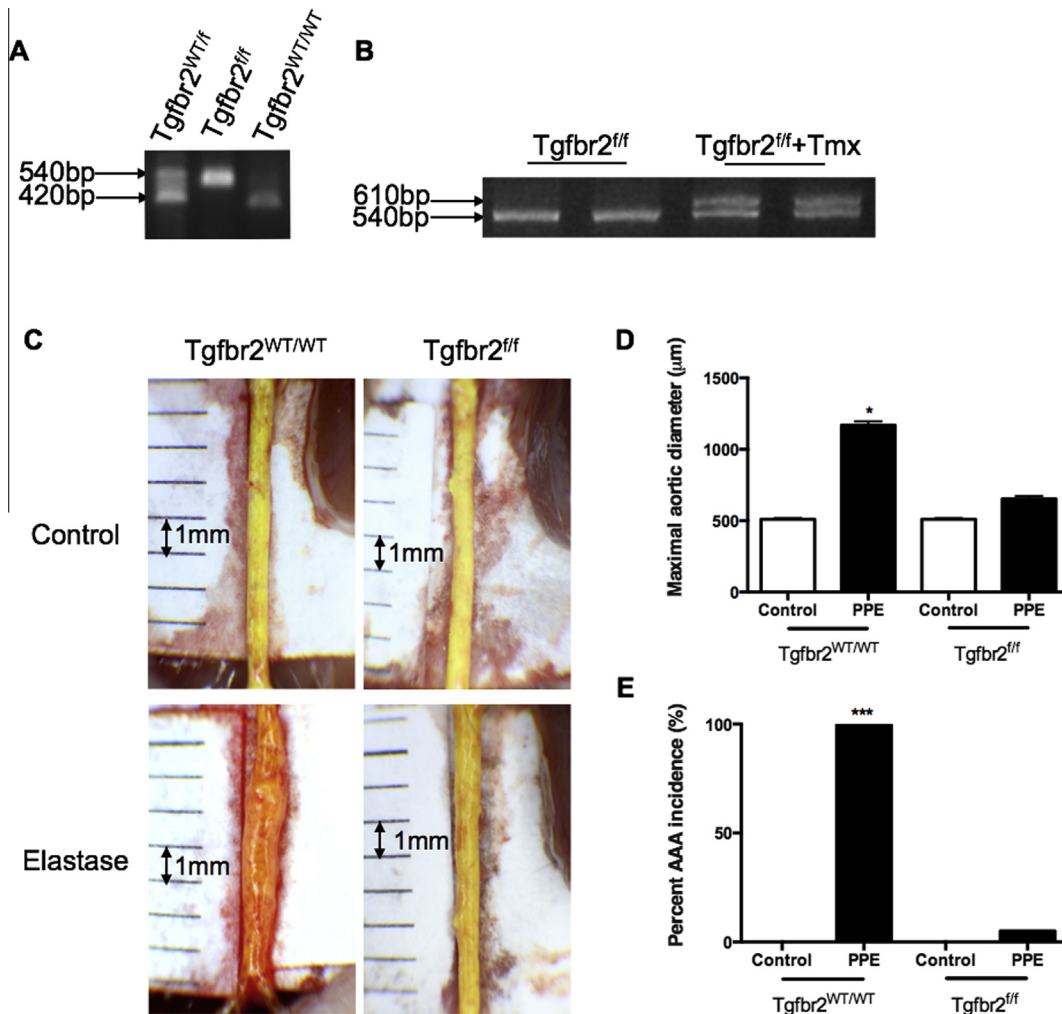 A
Tgfbr2WT/f
Tgfbr2f/f
Tgfbr2WT/WT
540bp
420bp
B
Tgfbr2f/f
Tgfbr2f/f+Tmx
610bp
540bp
C
Tgfbr2WT/WT
Tgfbr2f/f
Control
1mm
1mm
Elastase
1mm
1mm
D
Maximal aortic diameter (μm)
1500
1000
500
0
*
Control
PPE
Control
PPE
Tgfbr2WT/WT
Tgfbr2f/f
E
Percent AAA incidence (%)
100
50
0
***
Control
PPE
Control
PPE
Tgfbr2WT/WT
Tgfbr2f/f